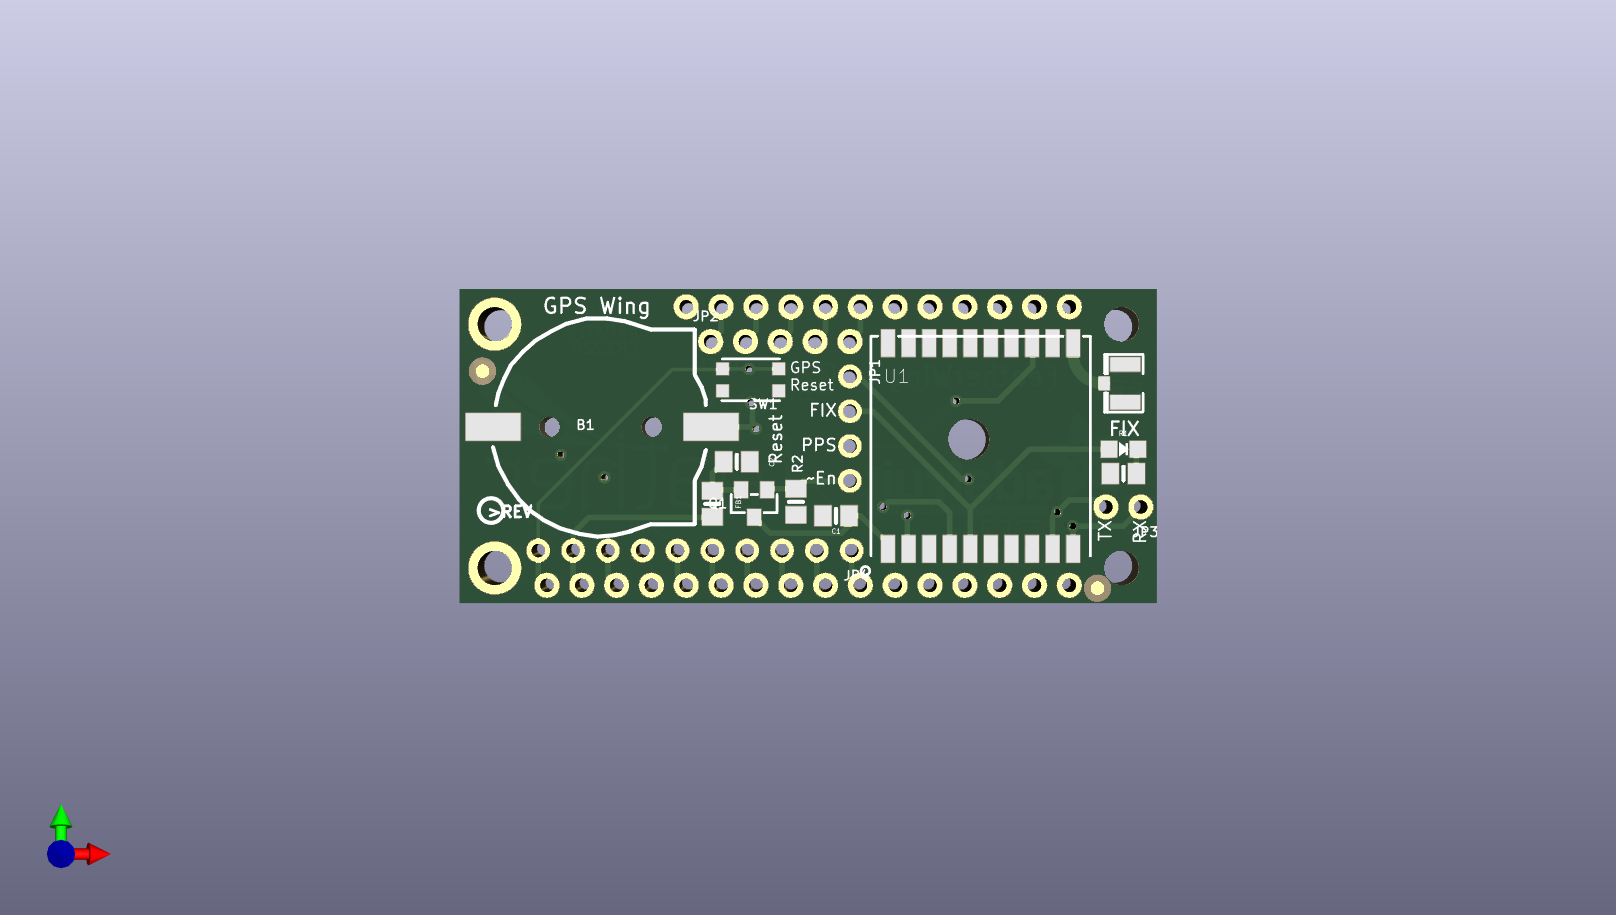 GPS Wing
JP2
GPS
Reset
JP1
U1
SW1
FIX
FIX
B1
Reset
PPS
R2
~En
>REV
C1
TX
RX
JP3